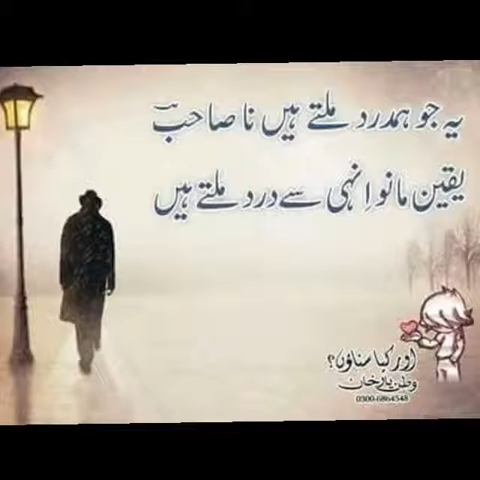 یہ جو ہمدرد ملتے ہیں نا صاحب
یقین مانو اِنہی سے درد ملتے ہیں
اور کیا سناؤں؟
وطن یار خان
0300-6864548